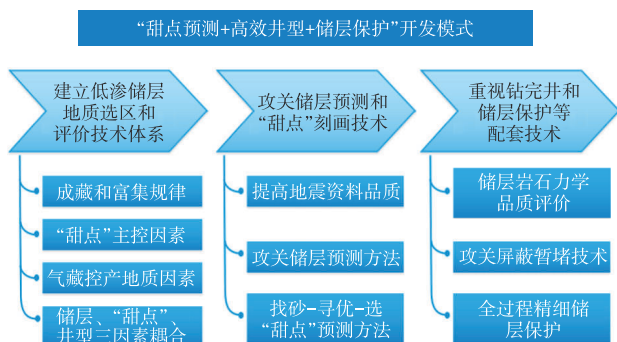 “甜点预测+高效井型+储层保护”开发模式
建立低渗储层
地质选区和
评价技术体系
成藏和富集规律
“甜点”主控因素
气藏控产地质因素
储层、“甜点”、
井型三因素耦合
攻关储层预测和
“甜点”刻画技术
提高地震资料品质
攻关储层预测方法
找砂-寻优-选
“甜点”预测方法
重视钻完井和
储层保护等
配套技术
储层岩石力学
品质评价
攻关屏蔽暂堵技术
全过程精细储
层保护